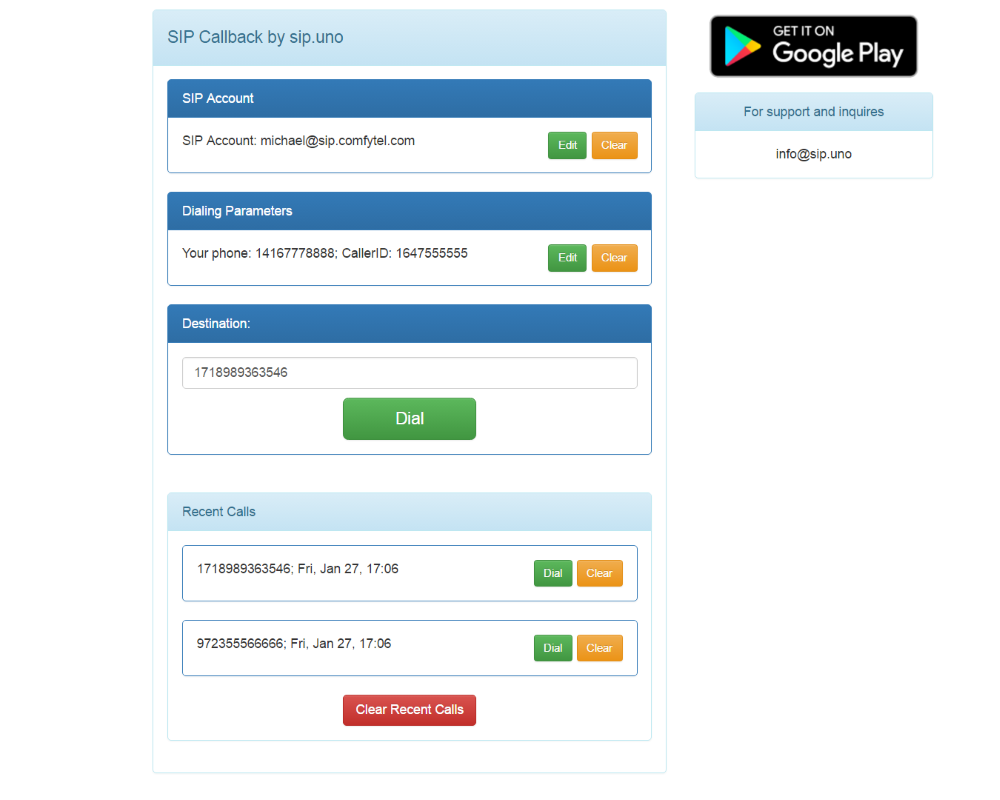 SIP Callback by sip.uno
SIP Account
SIP Account: michael@sip.comfytel.com
Edit
Clear
Dialing Parameters
Your phone: 14167778888; CallerID: 1647555555
Edit
Clear
Destination:
1718989363546
Dial
Recent Calls
1718989363546; Fri, Jan 27, 17:06
Dial
Clear
972355566666; Fri, Jan 27, 17:06
Dial
Clear
Clear Recent Calls
GET IT ON
Google Play
For support and inquires
info@sip.uno